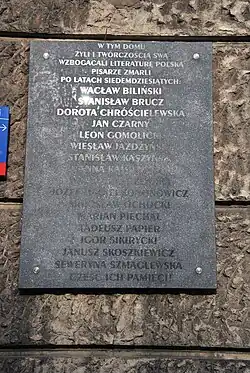 W TYM DOMU
ŻYLI I TWÓRCZOŚCIĄ SWĄ
WZBOGACALI LITERATURĘ POLSKĄ
PISARZE ZMARLI
PO LATACH SIEDEMDZIESIĄTYCH:
WACŁAW BILIŃSKI
STANISŁAW BRUCZ
DOROTA CHRÓŚCIELEWSKA
JAN CZARNY
LEON GOMOLICKI
WIESŁAW JAŻDŻYŃSKI
STANISŁAW KASZYŃSKI
OCHOCKI
MARIAN PIECHAL
TADEUSZ PAPIER
IGOR SIKIRYCKI
JANUSZ SKOSZKIEWICZ
SEWERYNA SZMAGLEWSKA
CZEŚĆ ICH PAMIĘCI!